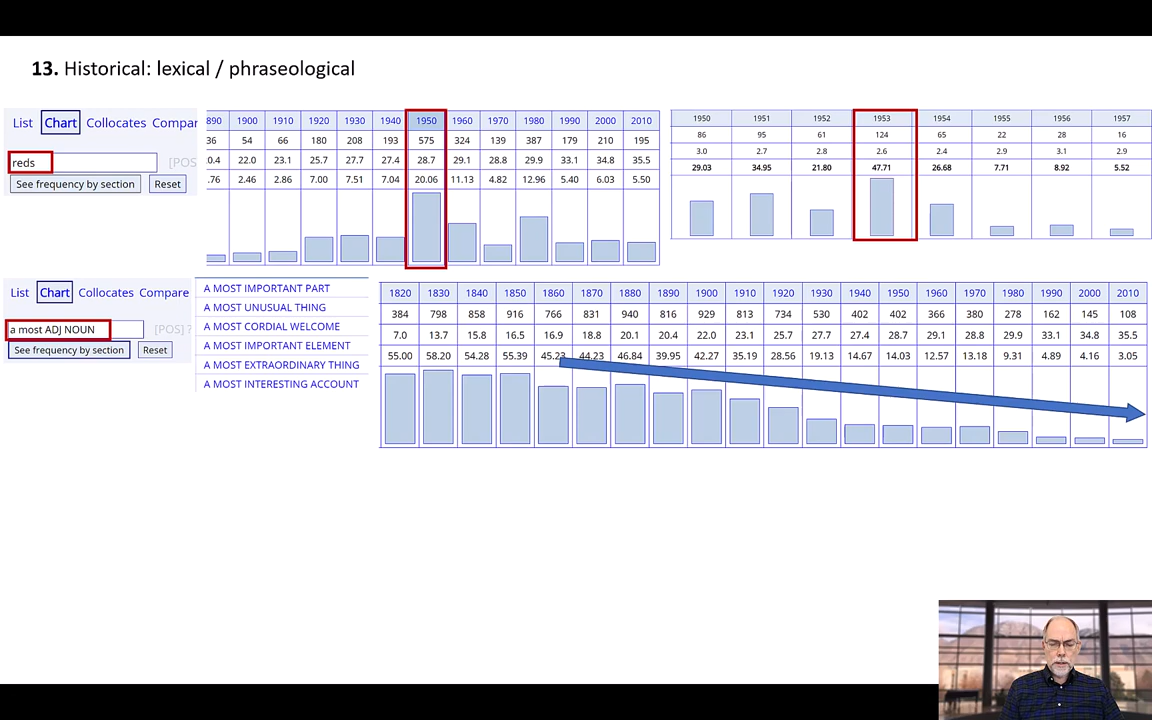 13. Historical: lexical / phraseological
List Chart Collocates Compar
reds [POS
See frequency by section Reset
890 1900 1910 1920 1930 1940 1950 1960 1970 1980 1990 2000 2010
36 54 66 180 208 193 575 324 139 387 179 210 195
0.4 22.0 23.1 25.7 27.7 27.4 28.7 29.1 28.8 29.9 33.1 34.8 35.5
.76 2.46 2.86 7.00 7.51 7.04 20.06 11.13 4.82 12.96 5.40 6.03 5.50
1950 1951 1952 1953 1954 1955 1956 1957
86 95 61 124 65 22 28 16
3.0 2.7 2.8 2.6 2.4 2.9 3.1 2.9
29.03 34.95 21.80 47.71 26.68 7.71 8.92 5.52
List Chart Collocates Compare
a most ADJ NOUN [POS] ?
See frequency by section Reset
A MOST IMPORTANT PART
A MOST UNUSUAL THING
A MOST CORDIAL WELCOME
A MOST IMPORTANT ELEMENT
A MOST EXTRAORDINARY THING
A MOST INTERESTING ACCOUNT
1820 1830 1840 1850 1860 1870 1880 1890 1900 1910 1920 1930 1940 1950 1960 1970 1980 1990 2000 2010
384 798 858 916 766 831 940 816 929 813 734 530 402 402 366 380 278 162 145 108
7.0 13.7 15.8 16.5 16.9 18.8 20.1 20.4 22.0 23.1 25.7 27.7 27.4 28.7 29.1 28.8 29.9 33.1 34.8 35.5
55.00 58.20 54.28 55.39 45.23 44.23 46.84 39.95 42.27 35.19 28.56 19.13 14.67 14.03 12.57 13.18 9.31 4.89 4.16 3.05